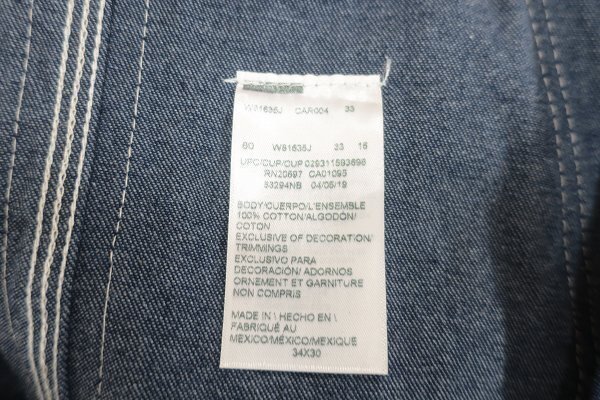 W81635J CAR004 33
60 W81635J 33 15
UPC/CUP/CUP 029311593696
RN20697 CA01095
53294NB 04/05/19
BODY/CUERPO/L'ENSEMBLE
100% COTTON/ALGODÓN/
COTON
EXCLUSIVE OF DECORATION/
TRIMMINGS
EXCLUSIVO PARA
DECORACIÓN/ ADORNOS
ORNEMENT ET GARNITURE
NON COMPRIS
MADE IN \ HECHO EN \
FABRIQUÉ AU
MEXICO/MÉXICO/MEXIQUE
34X30